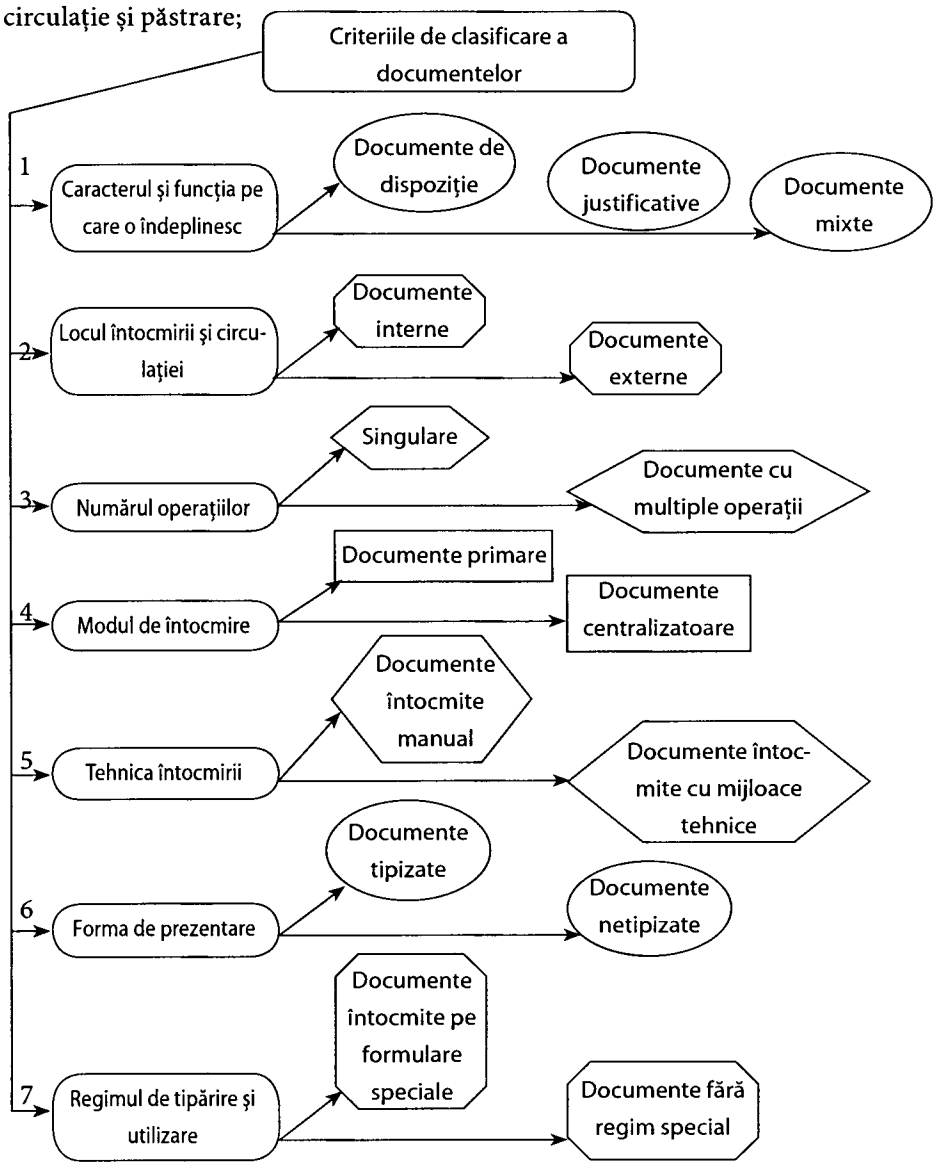 circulație și păstrare;
Criteriile de clasificare a
documentelor
1
Caracterul și funcția pe
care o îndeplinesc
Documente de
dispoziție
Documente
justificative
Documente
mixte
2
Locul întocmirii și circu-
lației
Documente
interne
Documente
externe
3
Numărul operațiilor
Singulare
Documente cu
multiple operații
4
Modul de întocmire
Documente primare
Documente
centralizatoare
5
Tehnica întocmirii
Documente
întocmite
manual
Documente întoc-
mite cu mijloace
tehnice
6
Forma de prezentare
Documente
tipizate
Documente
netipizate
7
Regimul de tipărire și
utilizare
Documente
întocmite pe
formulare
speciale
Documente fără
regim special